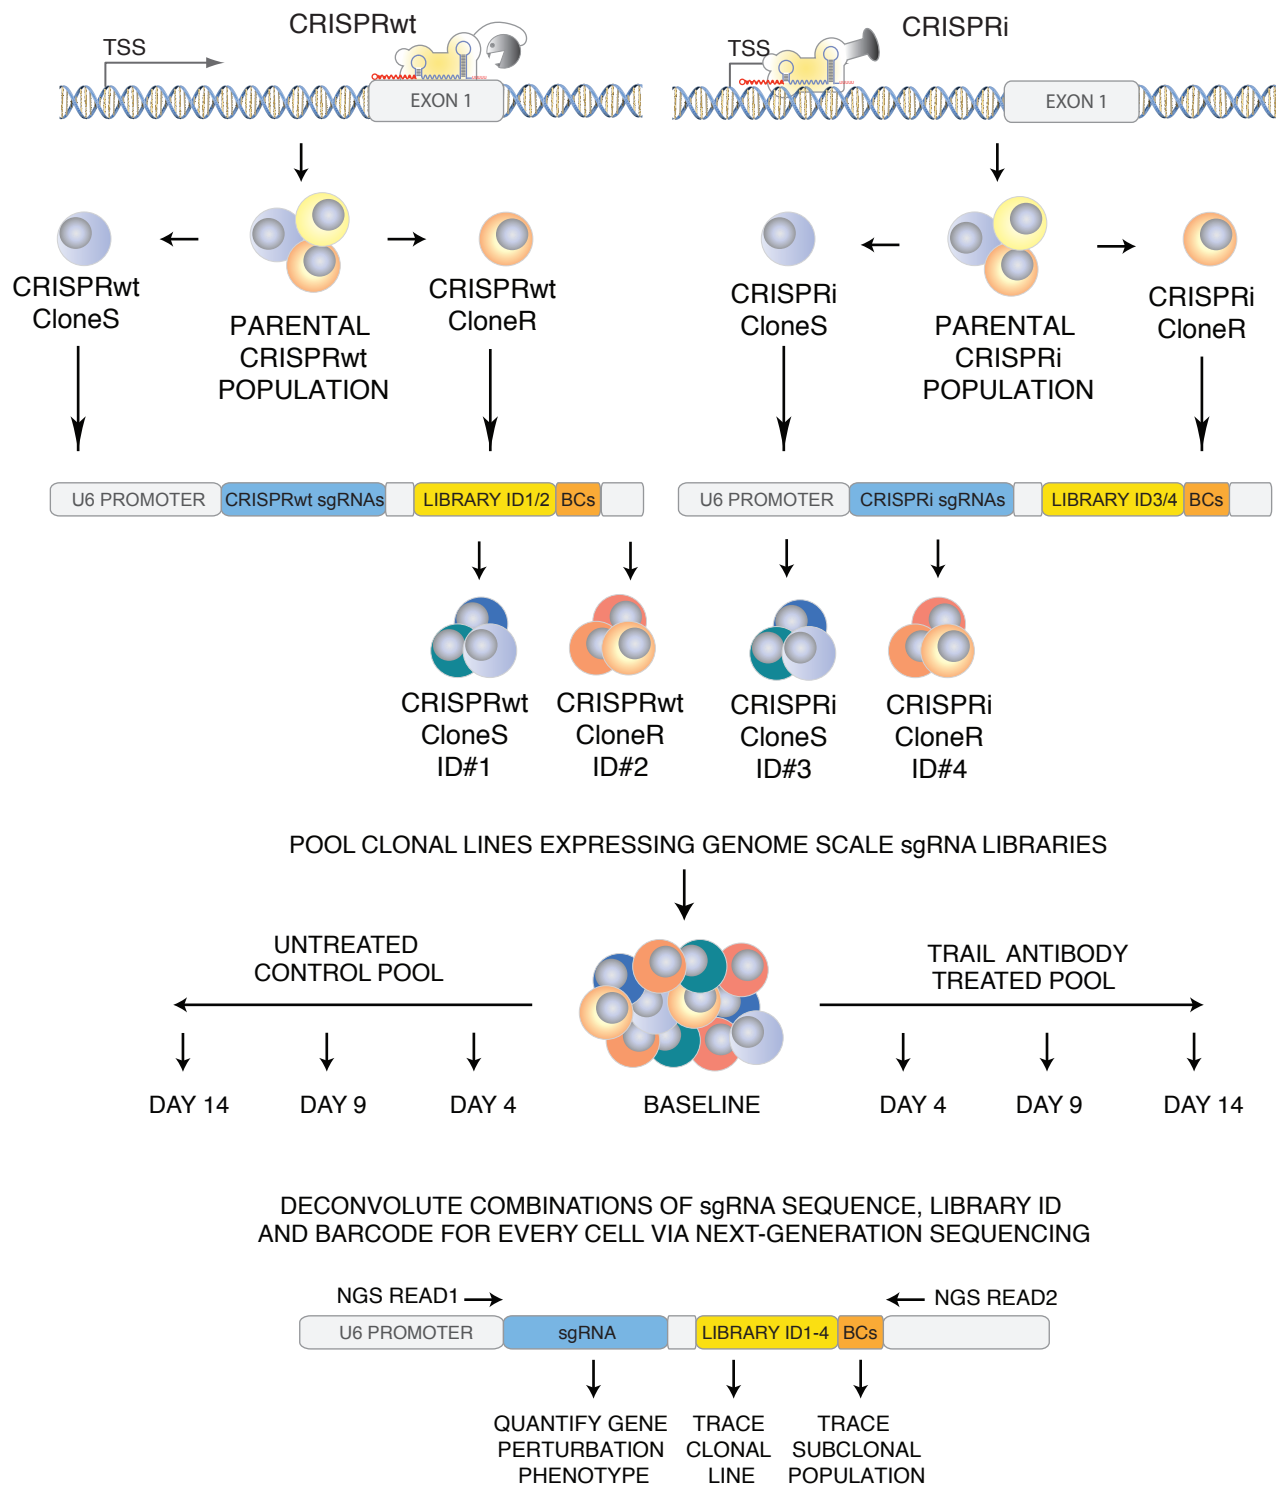 CRISPRwt
TSS
EXON 1
CRISPRi
TSS
EXON 1
CRISPRwt
CloneS
PARENTAL
CRISPRwt
POPULATION
CRISPRwt
CloneR
CRISPRi
CloneS
PARENTAL
CRISPRi
POPULATION
CRISPRi
CloneR
U6 PROMOTER CRISPRwt sgRNAs LIBRARY ID1/2 BCs
U6 PROMOTER CRISPRi sgRNAs LIBRARY ID3/4 BCs
CRISPRwt
CloneS
ID#1
CRISPRwt
CloneR
ID#2
CRISPRi
CloneS
ID#3
CRISPRi
CloneR
ID#4
POOL CLONAL LINES EXPRESSING GENOME SCALE sgRNA LIBRARIES
UNTREATED
CONTROL POOL
TRAIL ANTIBODY
TREATED POOL
DAY 14 DAY 9 DAY 4 BASELINE DAY 4 DAY 9 DAY 14
DECONVOLUTE COMBINATIONS OF sgRNA SEQUENCE, LIBRARY ID
AND BARCODE FOR EVERY CELL VIA NEXT-GENERATION SEQUENCING
NGS READ1
NGS READ2
U6 PROMOTER sgRNA LIBRARY ID1-4 BCs
QUANTIFY GENE
PERTURBATION
PHENOTYPE
TRACE
CLONAL
LINE
TRACE
SUBCLONAL
POPULATION